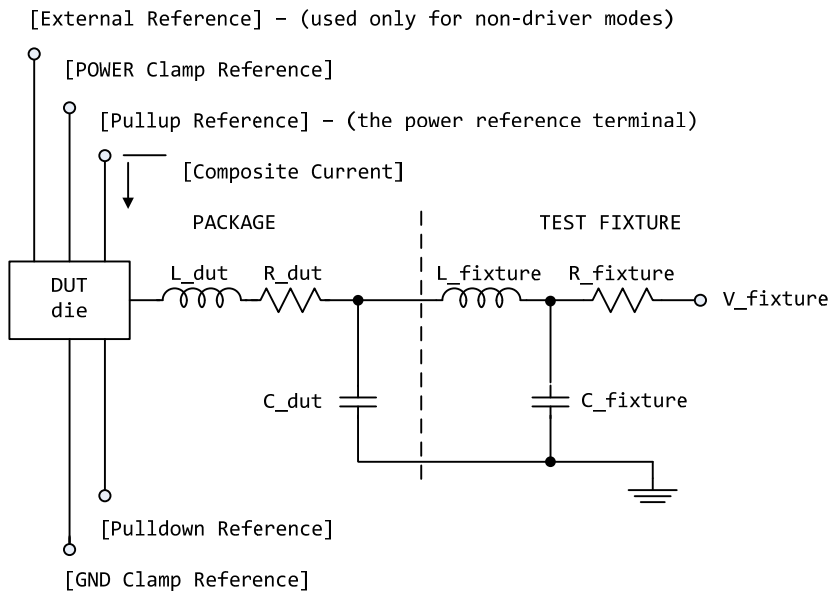 [External Reference] – (used only for non-driver modes)
[POWER Clamp Reference]
[Pullup Reference] – (the power reference terminal)
[Composite Current]
PACKAGE
TEST FIXTURE
DUT
die
L_dut
R_dut
L_fixture
R_fixture
V_fixture
C_dut
C_fixture
[Pulldown Reference]
[GND Clamp Reference]